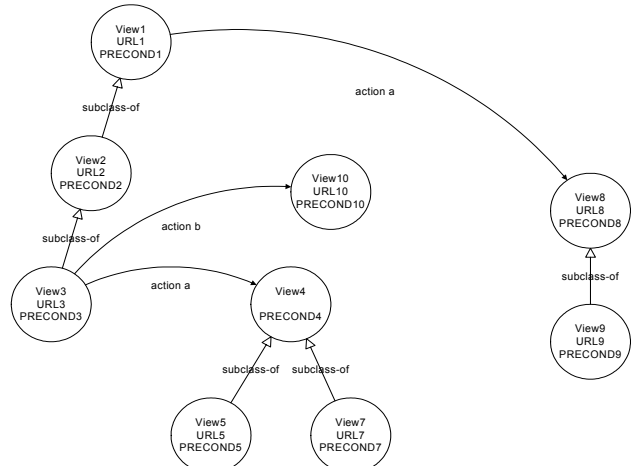 View1
URL1
PRECOND1
subclass-of
action a
View2
URL2
PRECOND2
View10
URL10
PRECOND10
View8
URL8
PRECOND8
subclass-of
action b
subclass-of
View3
URL3
PRECOND3
action a
View4
PRECOND4
View9
URL9
PRECOND9
subclass-of
subclass-of
View5
URL5
PRECOND5
View7
URL7
PRECOND7